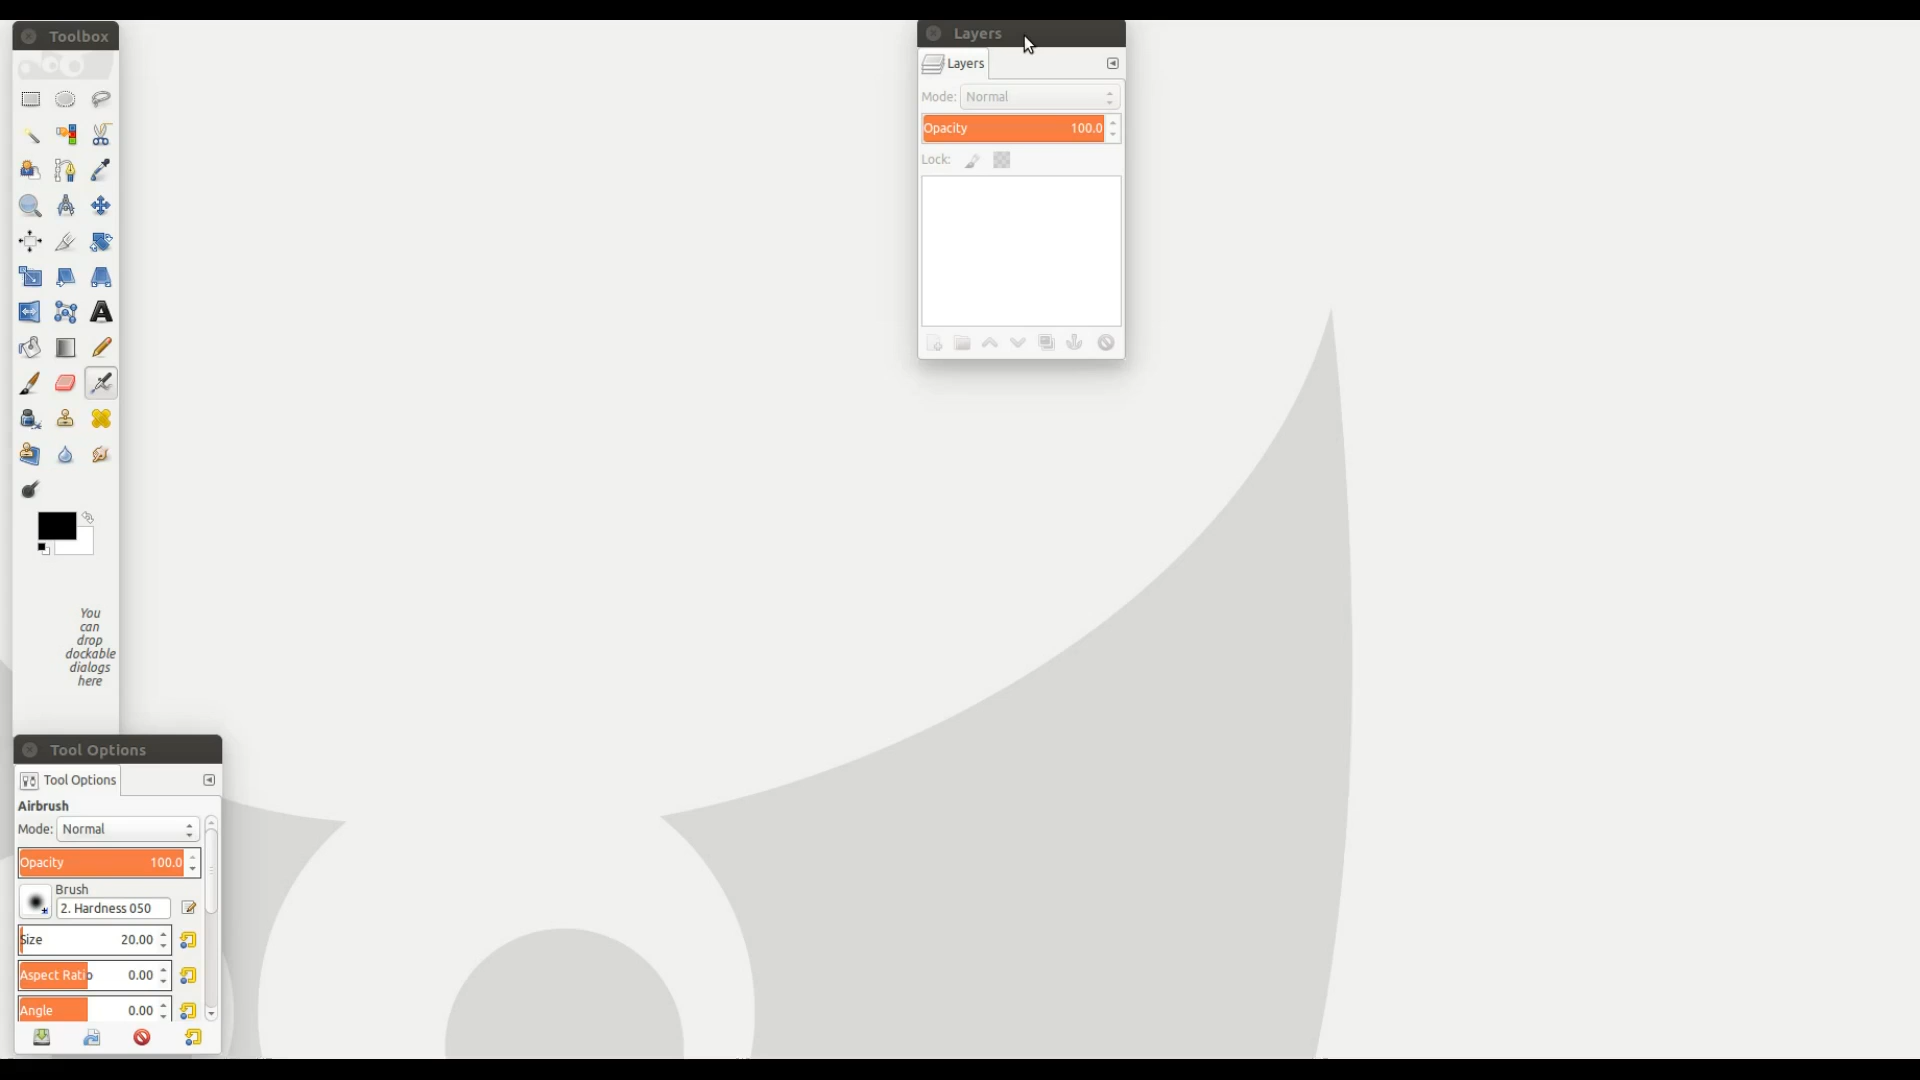 Toolbox
You
can
drop
dockable
dialogs
here
Tool Options
Tool Options
Airbrush
Mode: Normal
Opacity 100.0
Brush
2. Hardness 050
Size 20.00
Aspect Ratio 0.00
Angle 0.00
Layers
Layers
Mode: Normal
Opacity 100.0
Lock: